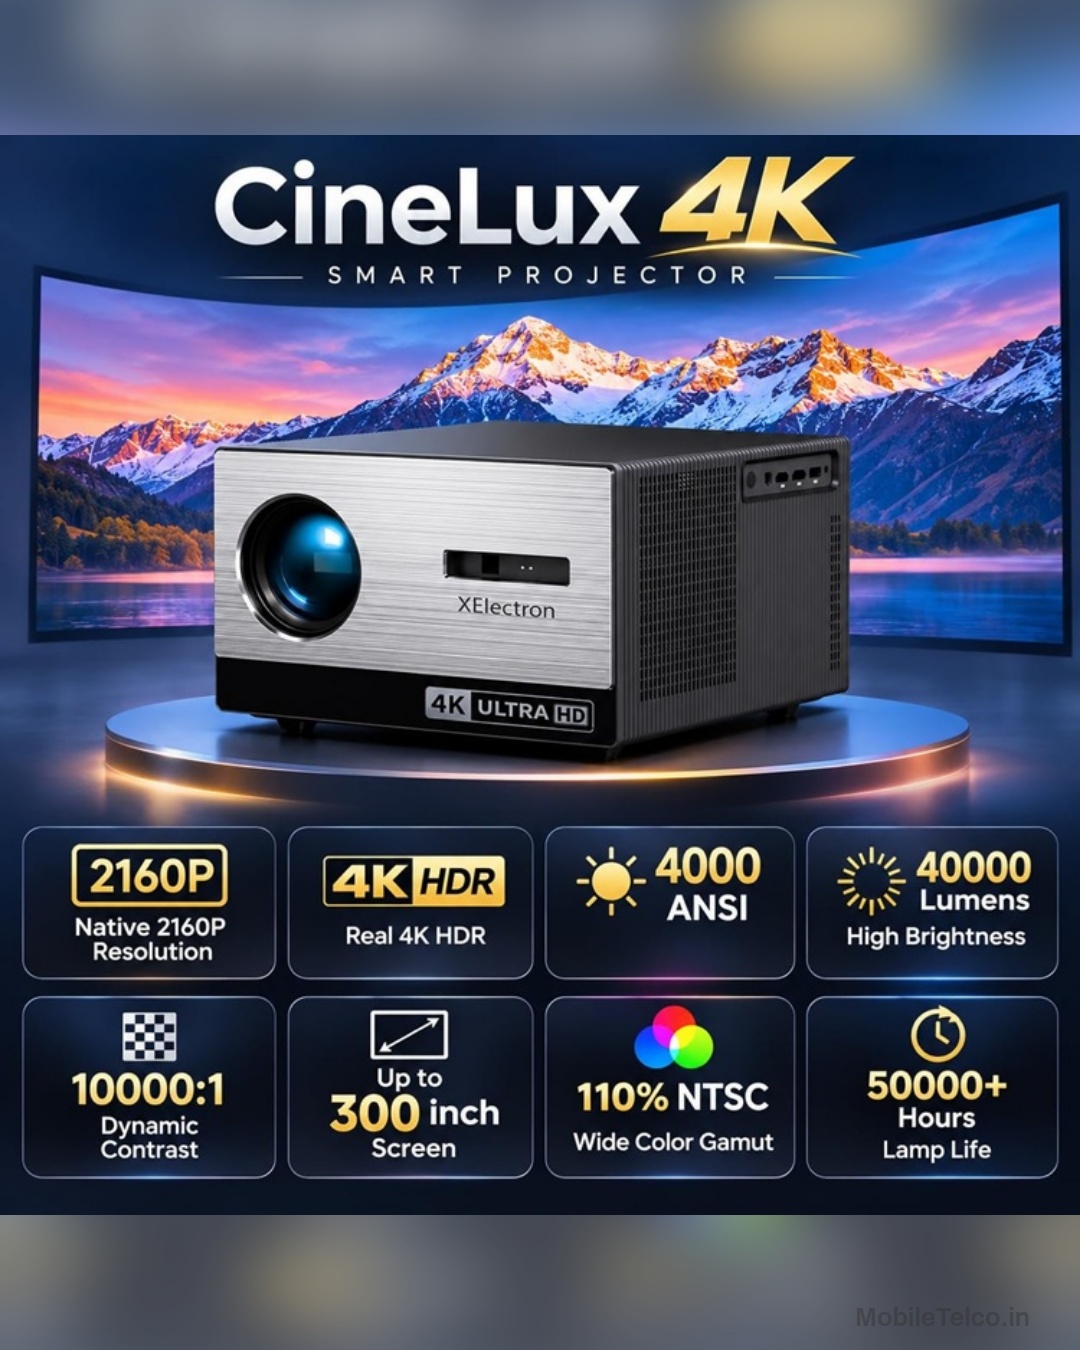 CineLux 4K
SMART PROJECTOR
XElectron
4K ULTRA HD
2160P
Native 2160P
Resolution
4K HDR
Real 4K HDR
4000
ANSI
40000
Lumens
High Brightness
10000:1
Dynamic
Contrast
Up to
300 inch
Screen
110% NTSC
Wide Color Gamut
50000+
Hours
Lamp Life
MobileTelco.in